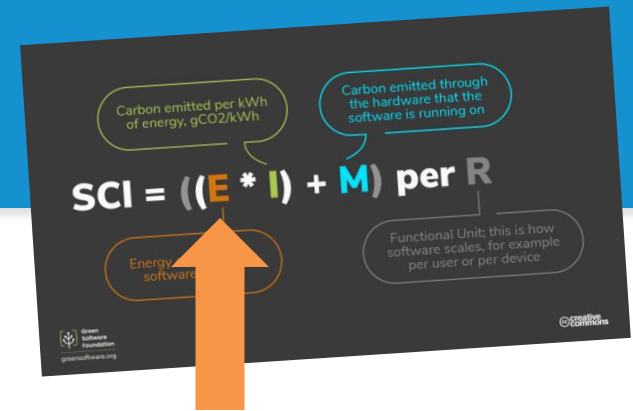 Carbon emitted per kWh
of energy, gCO2/kWh
Carbon emitted through
the hardware that the
software is running on
SCI = ((E * I) + M) per R
Energy
software
Functional Unit; this is how
software scales, for example
per user or per device
Green
Software
Foundation
greensoftware.org
cc creative
commons